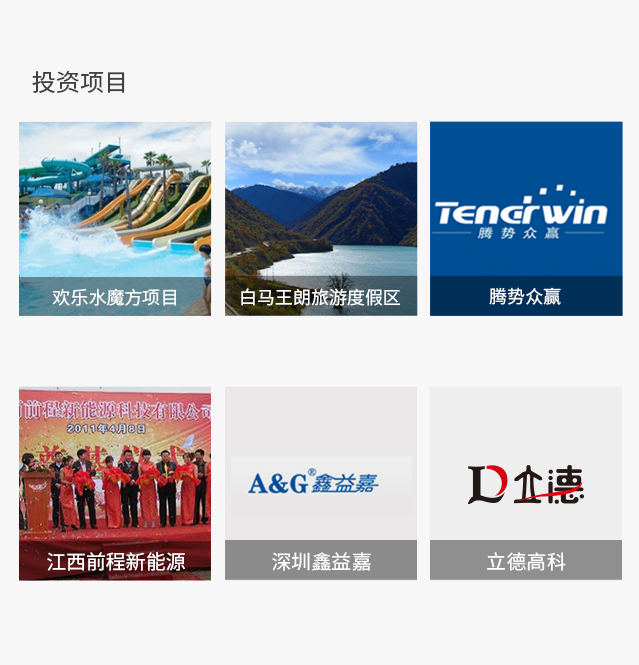 投资项目
欢乐水魔方项目
白马王朗旅游度假区
Tenerwin
腾势众赢
腾势众赢
前程新能源科技有限公司
2011年4月8日
江西前程新能源
A&G®鑫益嘉
深圳鑫益嘉
立德
立德高科